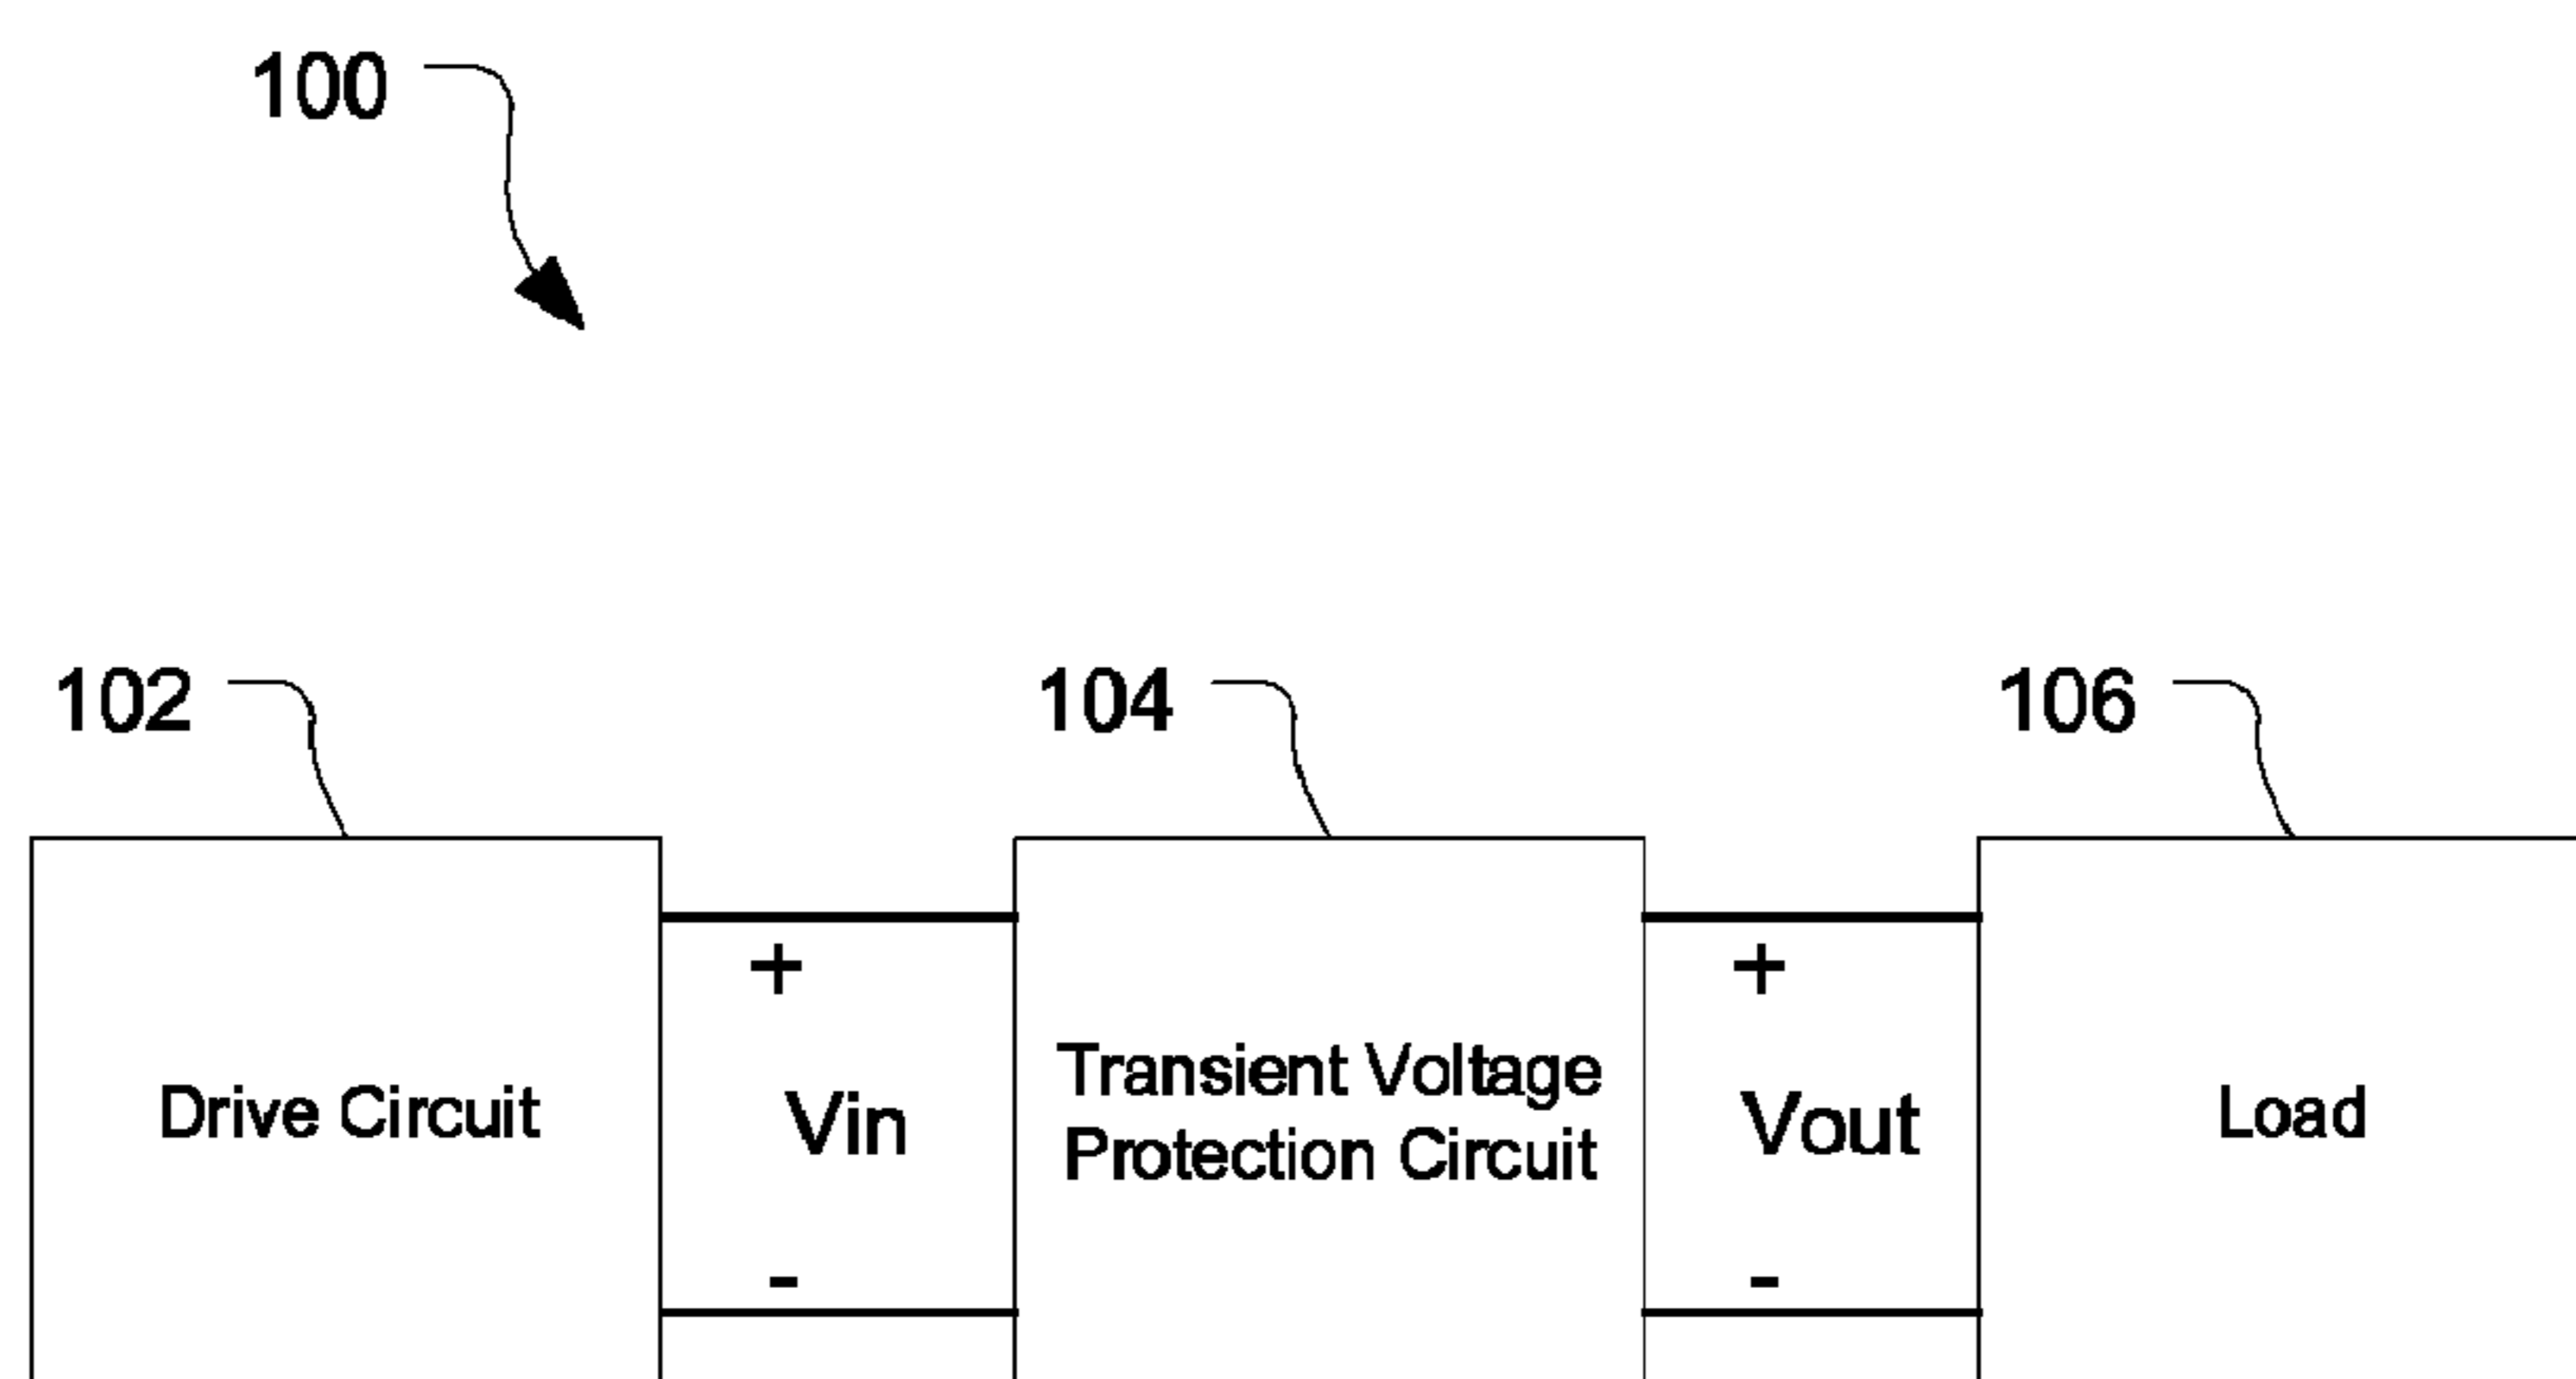 100
102
104
106
+
+
Drive Circuit
Vin
Transient Voltage
Protection Circuit
Vout
Load
-
-